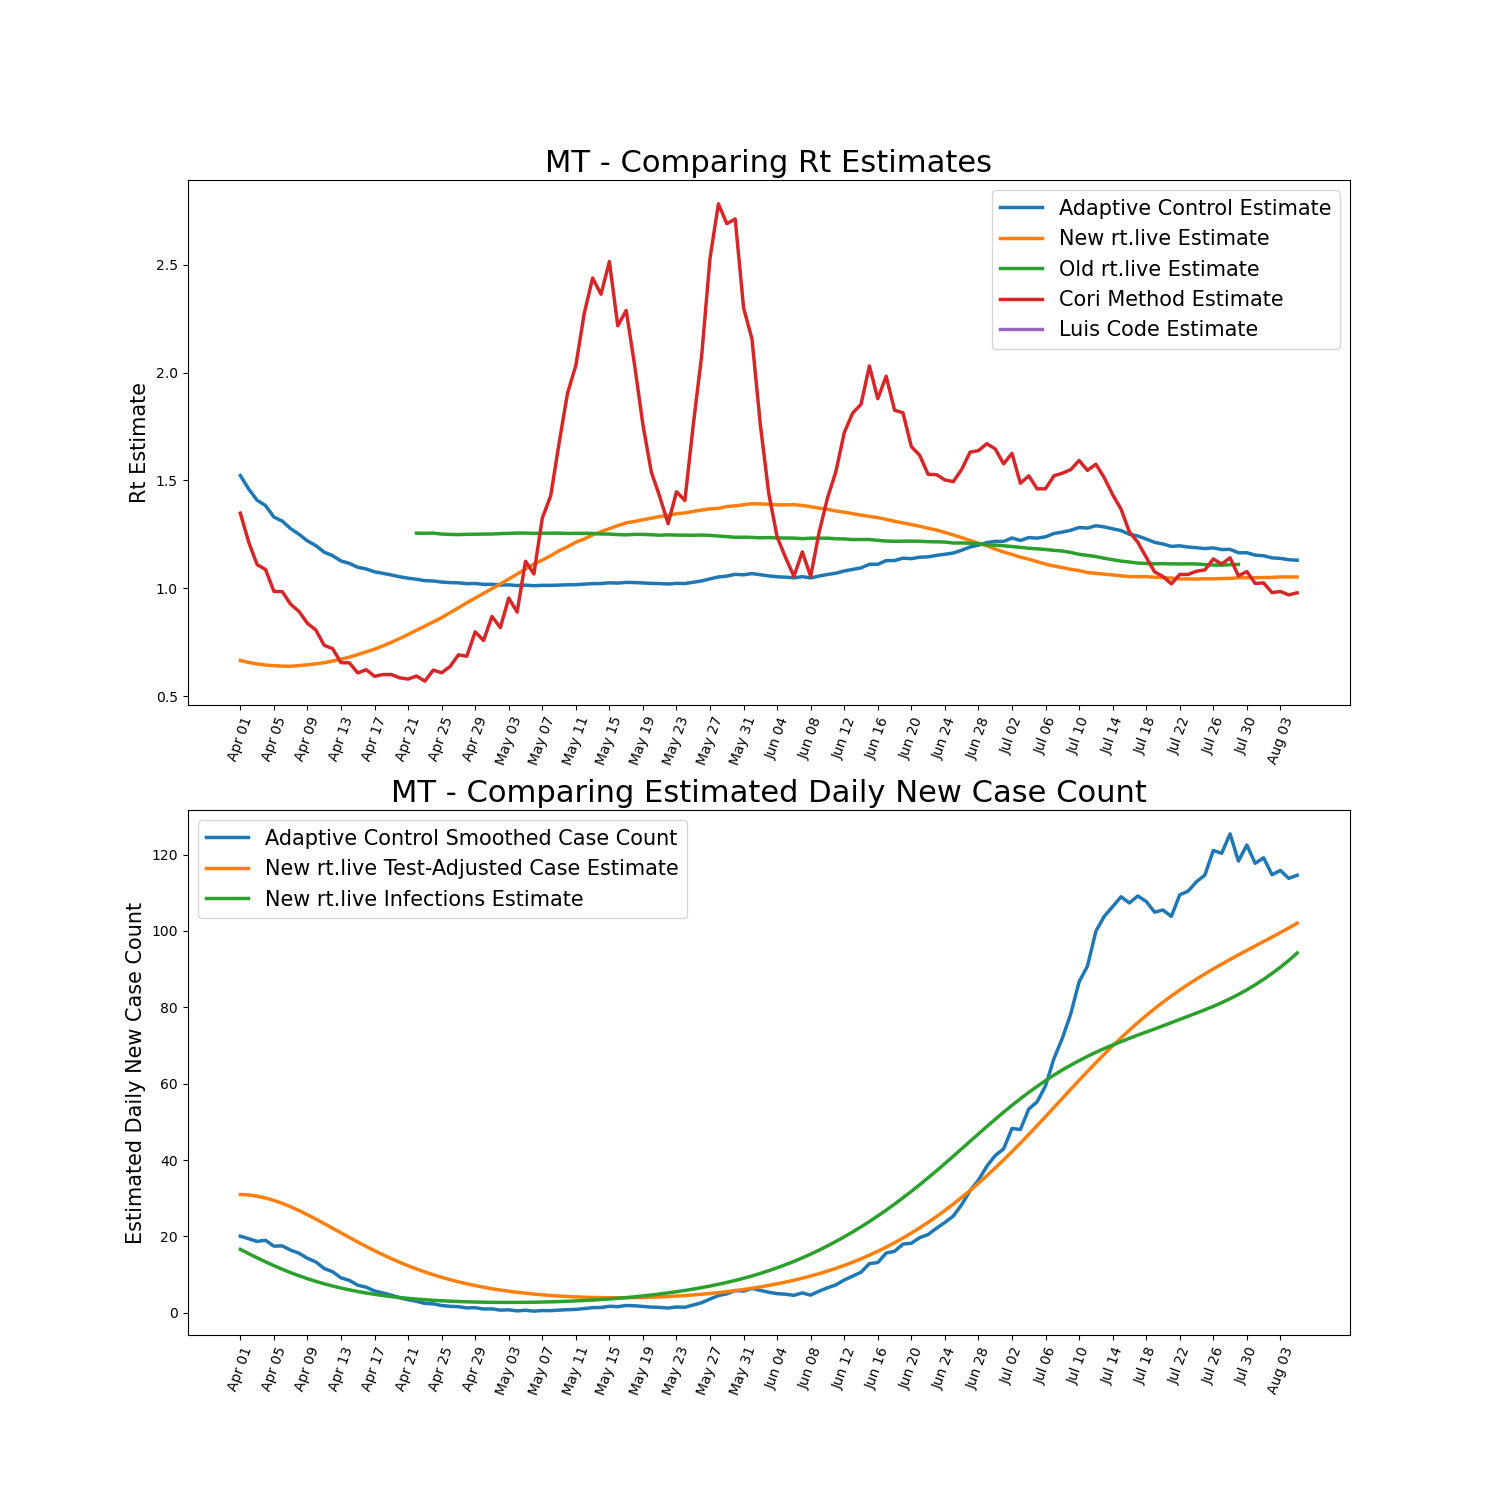 MT - Comparing Rt Estimates
Adaptive Control Estimate
New rt.live Estimate
Old rt.live Estimate
Cori Method Estimate
Luis Code Estimate
Rt Estimate
2.5
2.0
1.5
1.0
0.5
Apr 01 Apr 05 Apr 09 Apr 13 Apr 17 Apr 21 Apr 25 Apr 29 May 03 May 07 May 11 May 15 May 19 May 23 May 27 May 31 Jun 04 Jun 08 Jun 12 Jun 16 Jun 20 Jun 24 Jun 28 Jul 02 Jul 06 Jul 10 Jul 14 Jul 18 Jul 22 Jul 26 Jul 30 Aug 03
MT - Comparing Estimated Daily New Case Count
Adaptive Control Smoothed Case Count
New rt.live Test-Adjusted Case Estimate
New rt.live Infections Estimate
Estimated Daily New Case Count
120
100
80
60
40
20
0
Apr 01 Apr 05 Apr 09 Apr 13 Apr 17 Apr 21 Apr 25 Apr 29 May 03 May 07 May 11 May 15 May 19 May 23 May 27 May 31 Jun 04 Jun 08 Jun 12 Jun 16 Jun 20 Jun 24 Jun 28 Jul 02 Jul 06 Jul 10 Jul 14 Jul 18 Jul 22 Jul 26 Jul 30 Aug 03